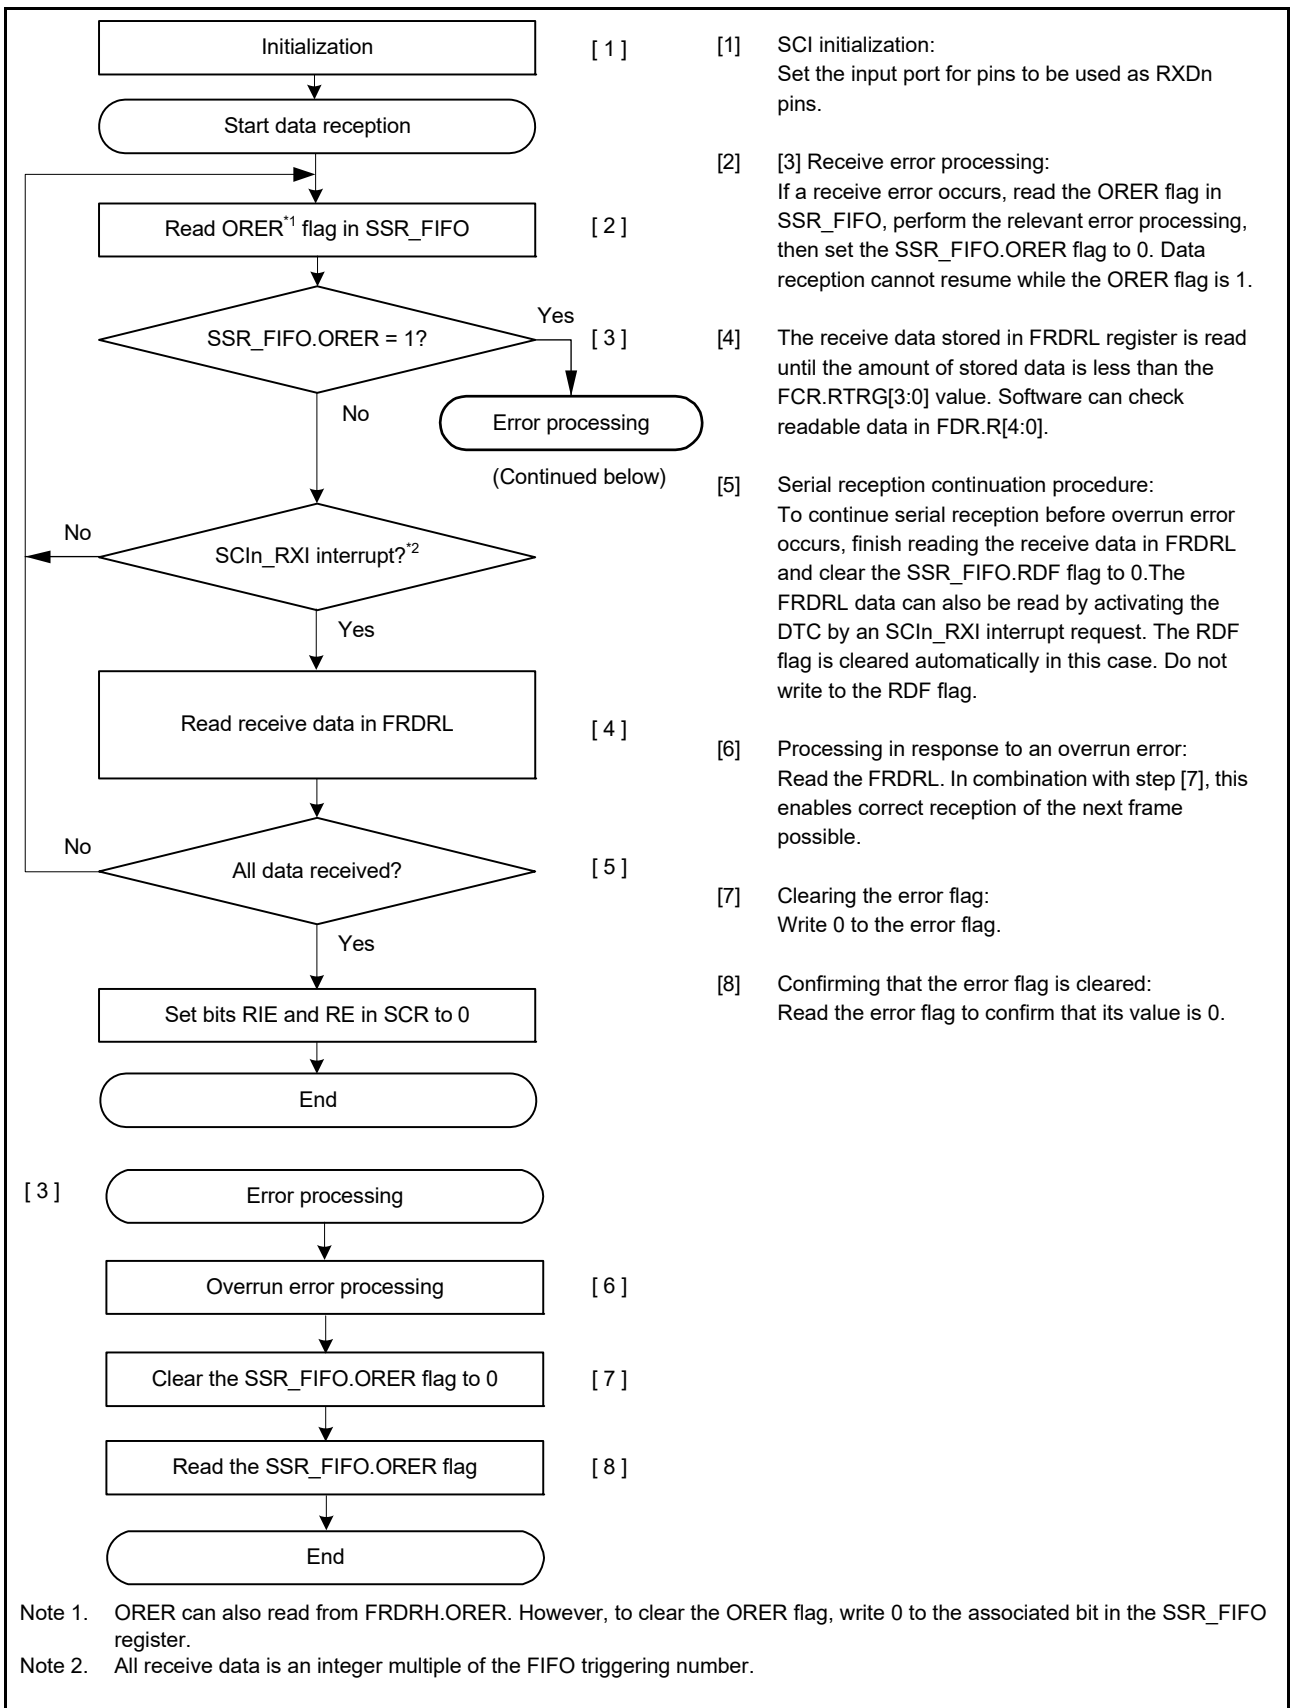 Initialization
[ 1 ]
Start data reception
Read ORER*1 flag in SSR_FIFO
[ 2 ]
SSR_FIFO.ORER = 1?
Yes
[ 3 ]
No
Error processing
(Continued below)
No
SCIn_RXI interrupt?*2
Yes
Read receive data in FRDRL
[ 4 ]
No
All data received?
[ 5 ]
Yes
Set bits RIE and RE in SCR to 0
End
[1] SCI initialization:
Set the input port for pins to be used as RXDn
pins.
[2] [3] Receive error processing:
If a receive error occurs, read the ORER flag in
SSR_FIFO, perform the relevant error processing,
then set the SSR_FIFO.ORER flag to 0. Data
reception cannot resume while the ORER flag is 1.
[4] The receive data stored in FRDRL register is read
until the amount of stored data is less than the
FCR.RTRG[3:0] value. Software can check
readable data in FDR.R[4:0].
[5] Serial reception continuation procedure:
To continue serial reception before overrun error
occurs, finish reading the receive data in FRDRL
and clear the SSR_FIFO.RDF flag to 0.The
FRDRL data can also be read by activating the
DTC by an SCIn_RXI interrupt request. The RDF
flag is cleared automatically in this case. Do not
write to the RDF flag.
[6] Processing in response to an overrun error:
Read the FRDRL. In combination with step [7], this
enables correct reception of the next frame
possible.
[7] Clearing the error flag:
Write 0 to the error flag.
[8] Confirming that the error flag is cleared:
Read the error flag to confirm that its value is 0.
[ 3 ]
Error processing
Overrun error processing
[ 6 ]
Clear the SSR_FIFO.ORER flag to 0
[ 7 ]
Read the SSR_FIFO.ORER flag
[ 8 ]
End
Note 1. ORER can also read from FRDRH.ORER. However, to clear the ORER flag, write 0 to the associated bit in the SSR_FIFO
register.
Note 2. All receive data is an integer multiple of the FIFO triggering number.